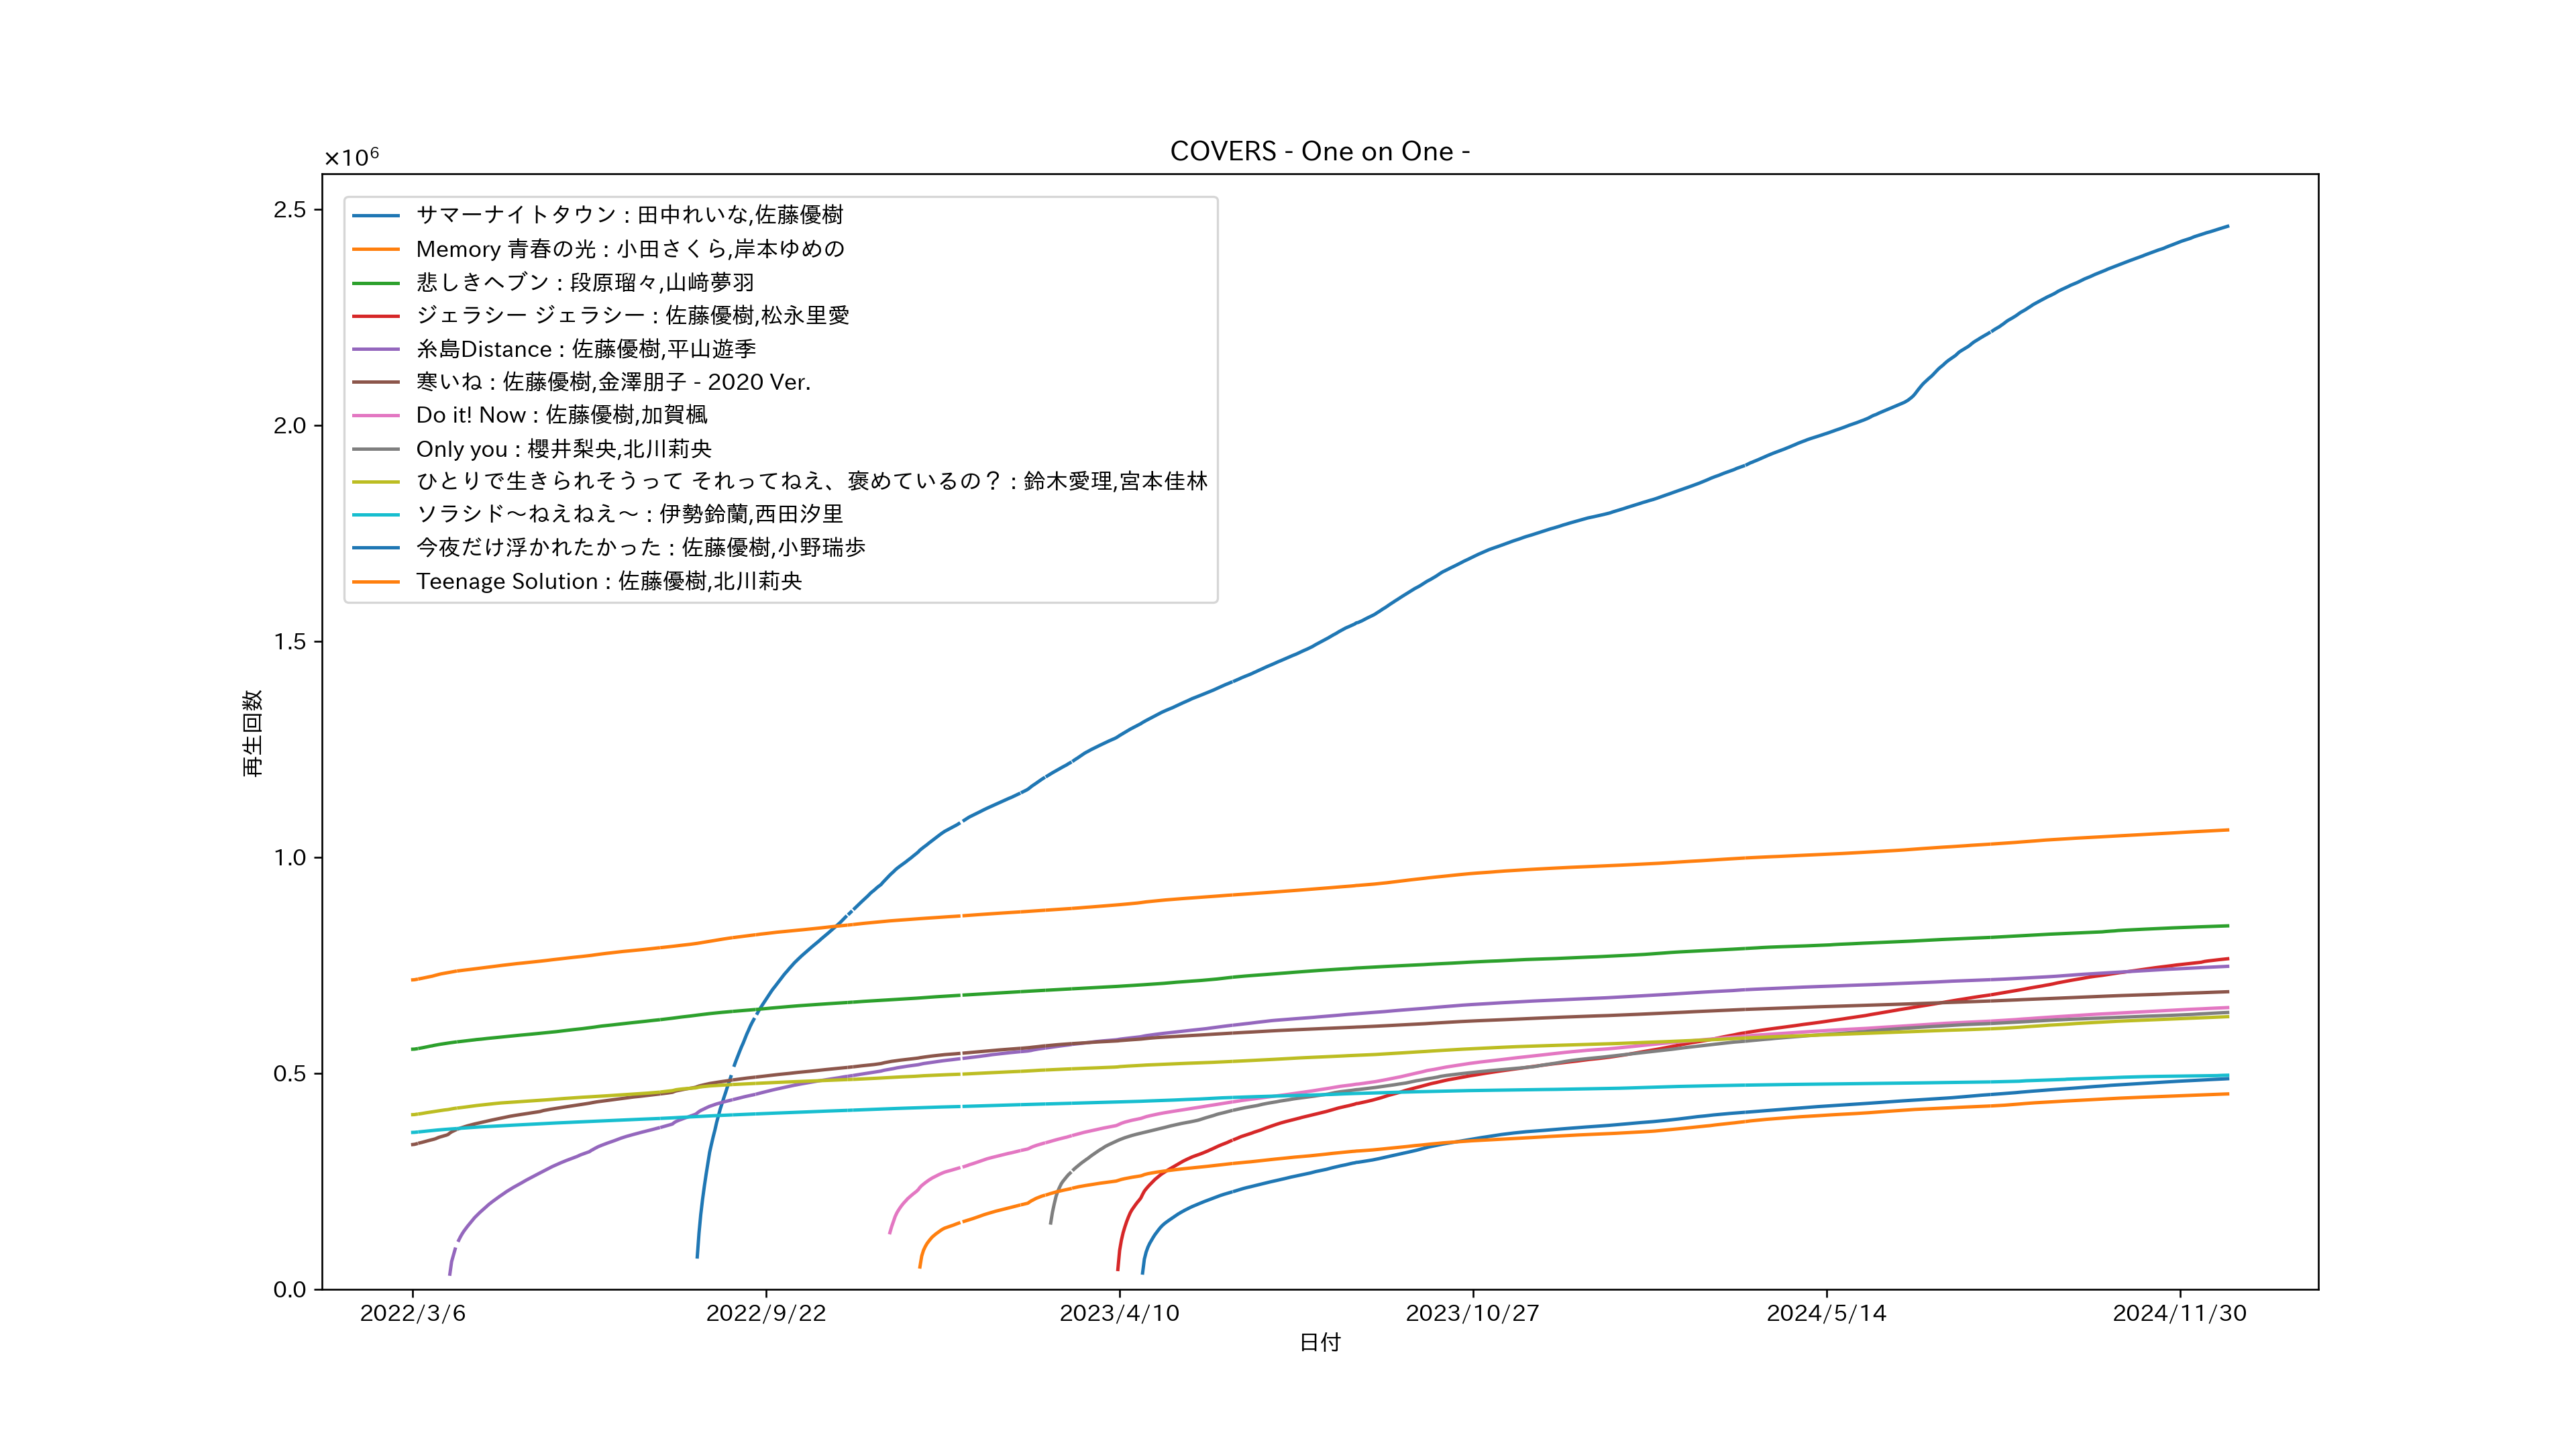 COVERS - One on One -
×10⁶
2.5
2.0
1.5
1.0
0.5
0.0
再生回数
サマーナイトタウン : 田中れいな,佐藤優樹
Memory 青春の光 : 小田さくら,岸本ゆめの
悲しきヘブン : 段原瑠々,山﨑夢羽
ジェラシー ジェラシー : 佐藤優樹,松永里愛
糸島Distance : 佐藤優樹,平山遊季
寒いね : 佐藤優樹,金澤朋子 - 2020 Ver.
Do it! Now : 佐藤優樹,加賀楓
Only you : 櫻井梨央,北川莉央
ひとりで生きられそうって それってねえ、褒めているの？ : 鈴木愛理,宮本佳林
ソラシド～ねえねえ～ : 伊勢鈴蘭,西田汐里
今夜だけ浮かれたかった : 佐藤優樹,小野瑞歩
Teenage Solution : 佐藤優樹,北川莉央
2022/3/6
2022/9/22
2023/4/10
2023/10/27
2024/5/14
2024/11/30
日付